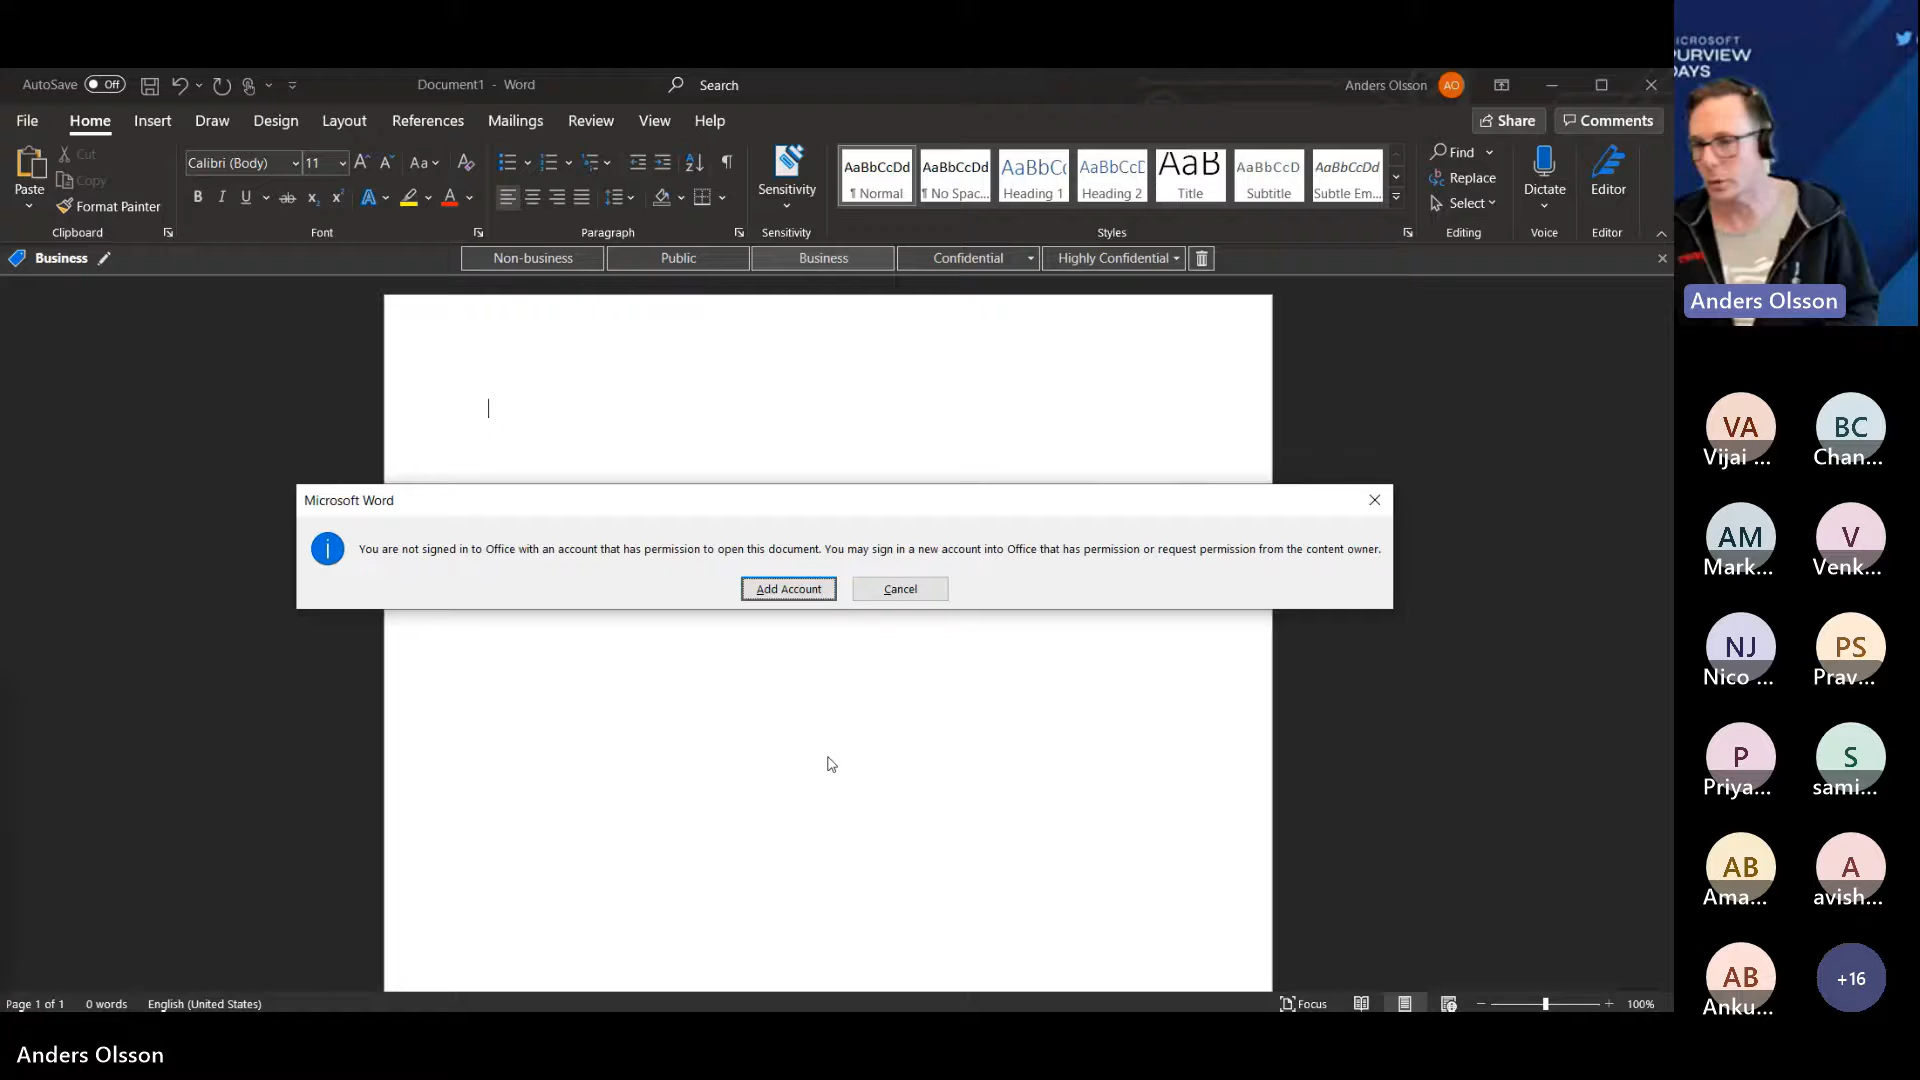 AutoSave Off Document1 - Word Search Anders Olsson AO
File Home Insert Draw Design Layout References Mailings Review View Help Share Comments
Paste Cut Copy Format Painter
Calibri (Body) 11 Aa
B I U ab x₂ x² A A
Sensitivity
AaBbCcDd AaBbCcDd AaBbCc AaBbCcD AaB AaBbCcD AaBbCcDd
¶ Normal ¶ No Spac... Heading 1 Heading 2 Title Subtitle Subtle Em...
Find Replace Select
Dictate Editor
Clipboard Font Paragraph Sensitivity Styles Editing Voice Editor
Business Non-business Public Business Confidential Highly Confidential
Microsoft Word
You are not signed in to Office with an account that has permission to open this document. You may sign in a new account into Office that has permission or request permission from the content owner.
Add Account Cancel
Page 1 of 1 0 words English (United States) Focus 100%
Anders Olsson
ICROSOFT
URVIEW
DAYS
Anders Olsson
VA BC
Vijai ... Chan...
AM V
Mark... Venk...
NJ PS
Nico ... Prav...
P S
Priya... sami...
AB A
Ama... avish...
AB +16
Anku...